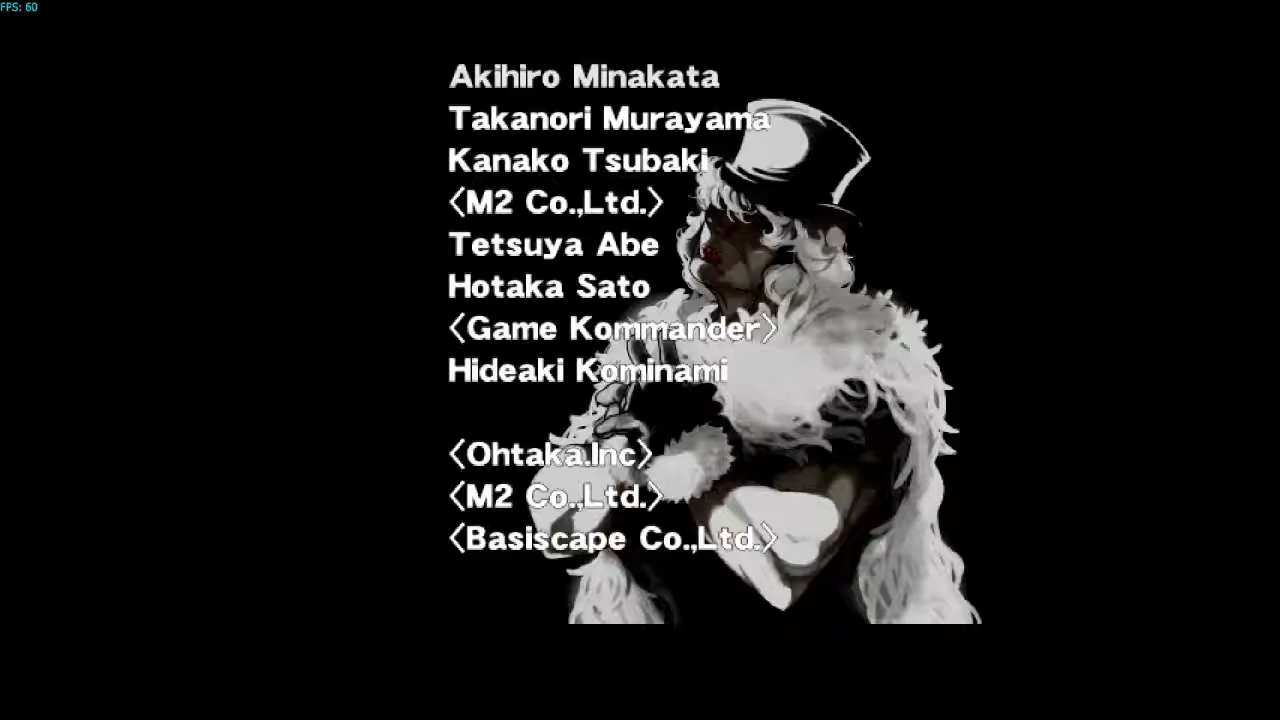 FPS: 60
Akihiro Minakata
Takanori Murayama
Kanako Tsubaki
〈M2 Co.,Ltd.〉
Tetsuya Abe
Hotaka Sato
〈Game Kommander〉
Hideaki Kominami
〈Ohtaka.Inc〉
〈M2 Co.,Ltd.〉
〈Basiscape Co.,Ltd.〉